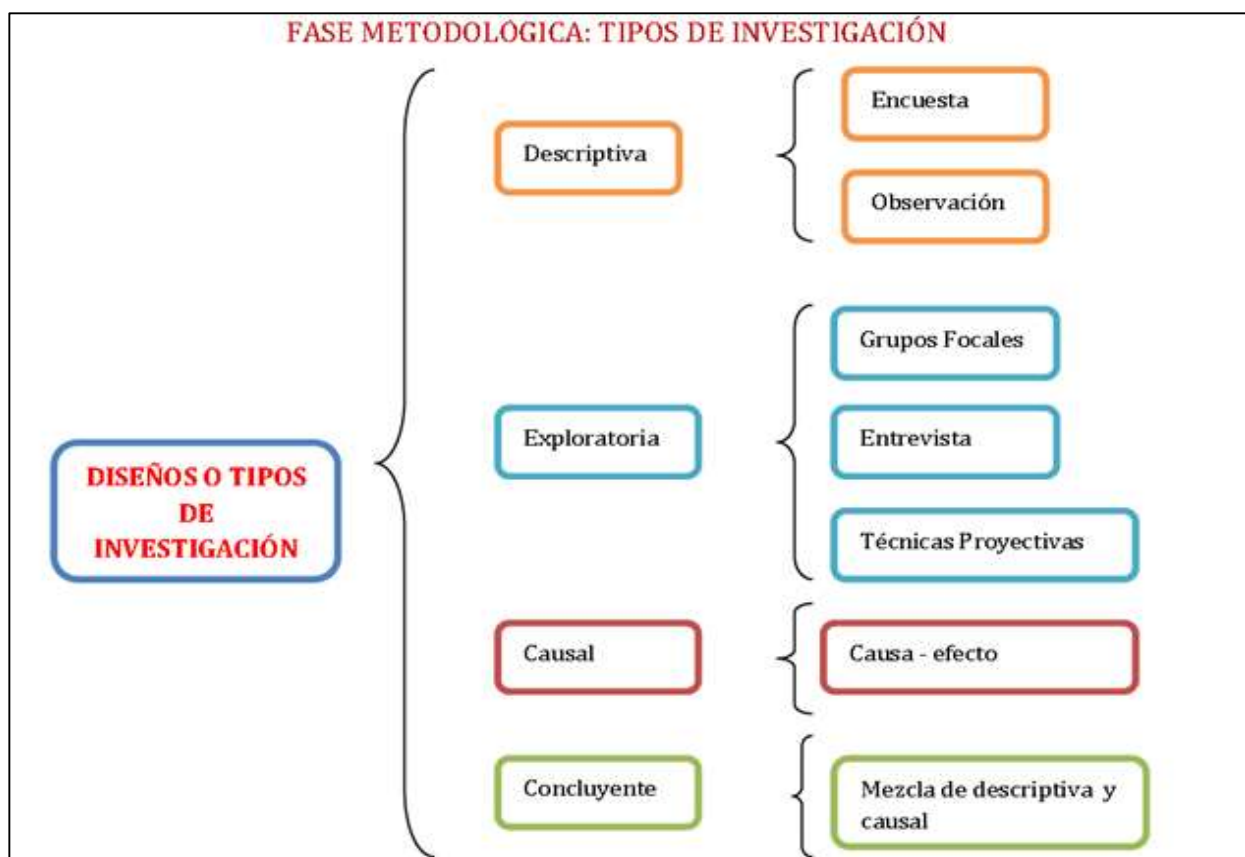 FASE METODOLÓGICA: TIPOS DE INVESTIGACIÓN
DISEÑOS O TIPOS
DE
INVESTIGACIÓN
Descriptiva
Encuesta
Observación
Exploratoria
Grupos Focales
Entrevista
Técnicas Proyectivas
Causal
Causa - efecto
Concluyente
Mezcla de descriptiva y
causal